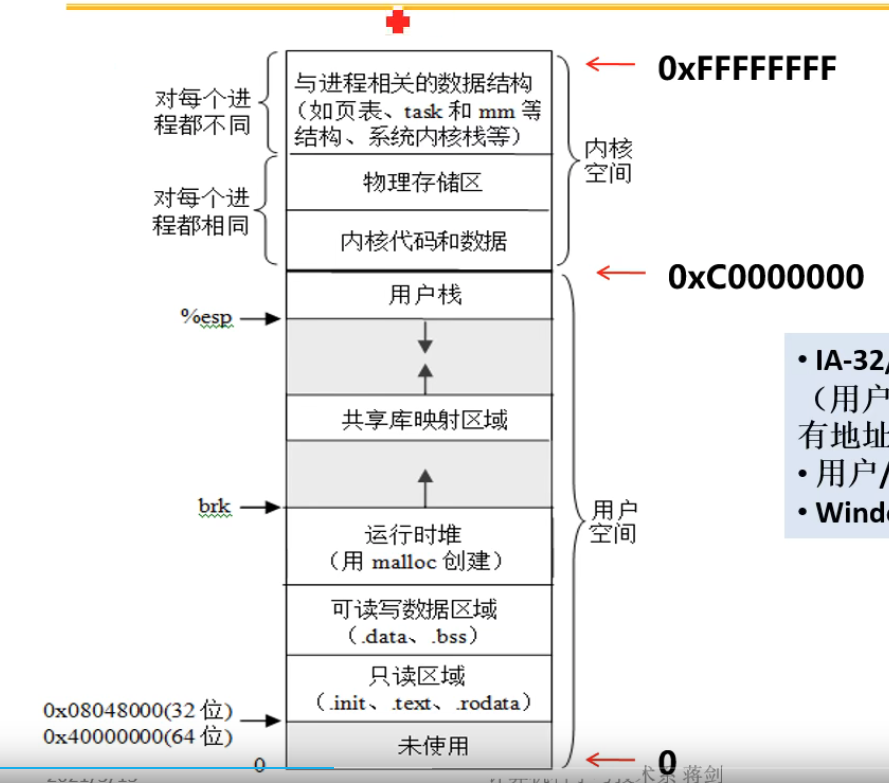 0xFFFFFFFF
对每个进
程都不同
与进程相关的数据结构
（如页表、task 和 mm 等
结构、系统内核栈等）
内核
空间
对每个进
程都相同
物理存储区
内核代码和数据
0xC0000000
用户栈
%esp
共享库映射区域
• IA-32/
（用户
有地址
• 用户/
• Windo
brk
运行时堆
（用 malloc 创建）
用户
空间
可读写数据区域
（.data、.bss）
只读区域
（.init、.text、.rodata）
0x08048000(32 位)
0x40000000(64 位)
未使用
0
0
蒋剑